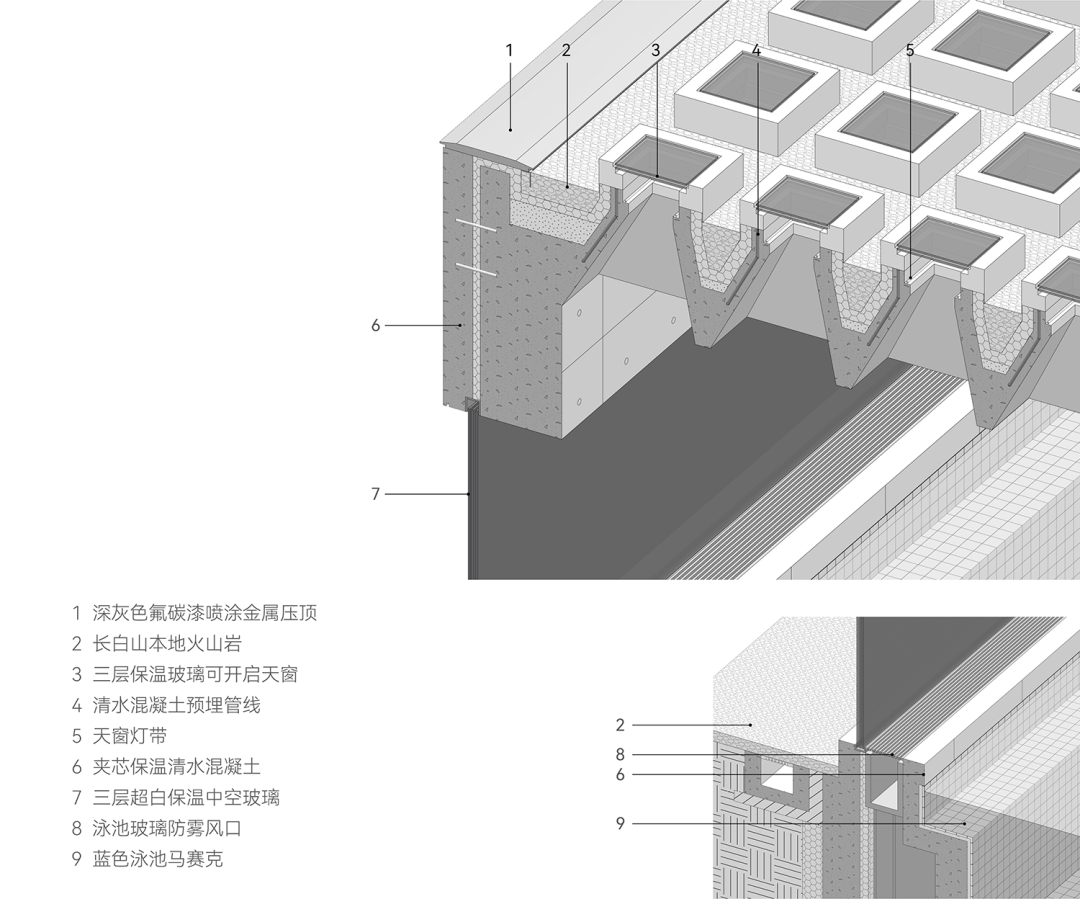 1 2 3 4 5
6
7
1 深灰色氟碳漆喷涂金属压顶
2 长白山本地火山岩
3 三层保温玻璃可开启天窗
4 清水混凝土预埋管线
5 天窗灯带
6 夹芯保温清水混凝土
7 三层超白保温中空玻璃
8 泳池玻璃防雾风口
9 蓝色泳池马赛克
2
8
6
9